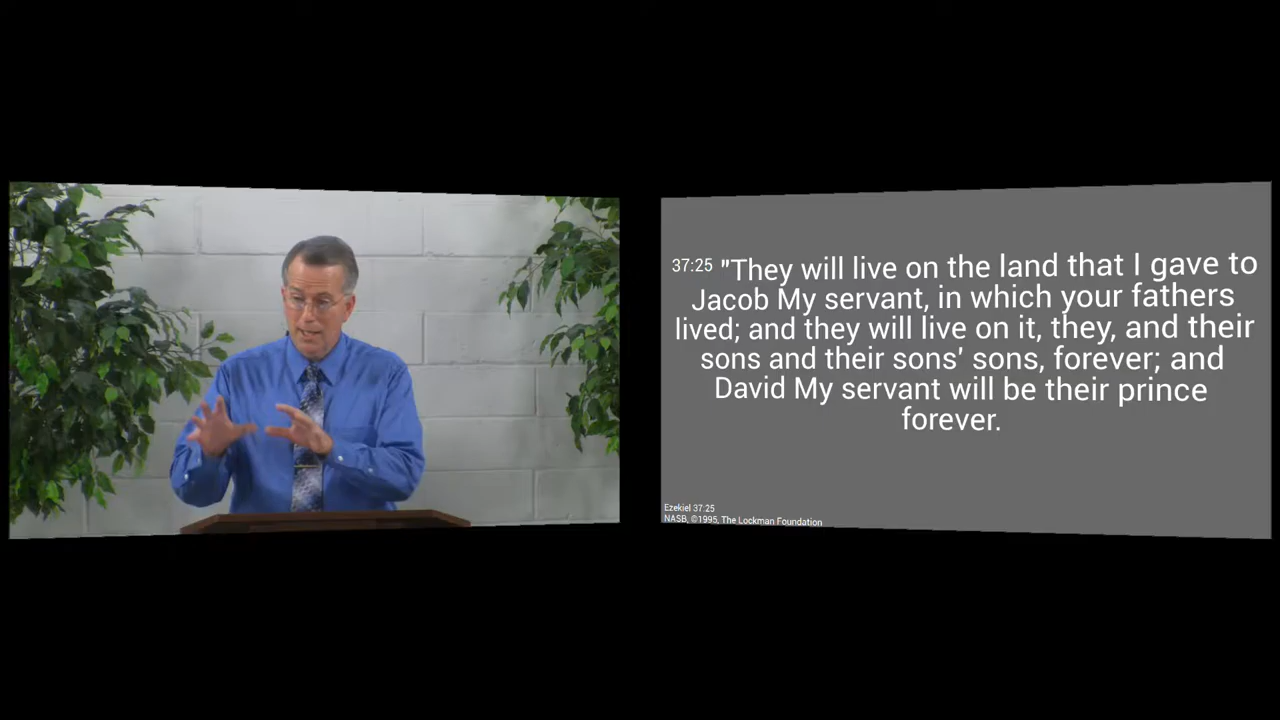 37:25 "They will live on the land that I gave to
Jacob My servant, in which your fathers
lived; and they will live on it, they, and their
sons and their sons' sons, forever; and
David My servant will be their prince
forever.
Ezekiel 37:25
NASB, ©1995, The Lockman Foundation